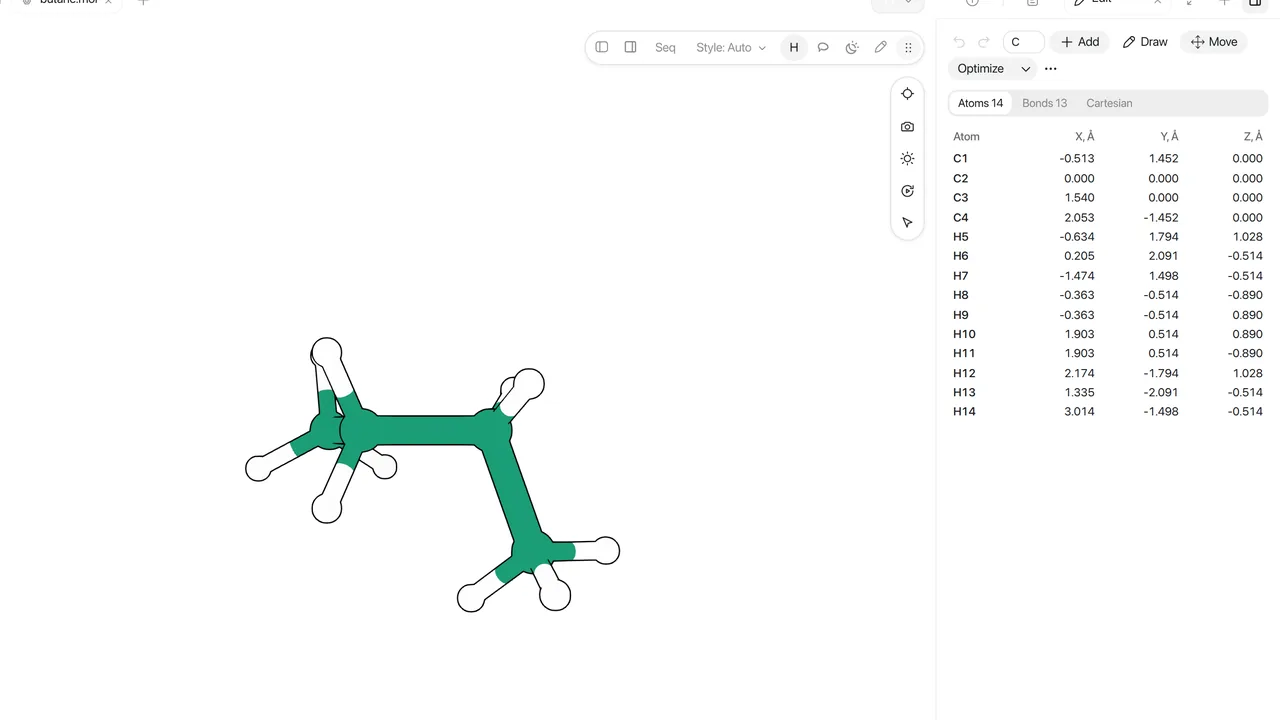 butane.mol
Edit
Seq Style: Auto H
C Add Draw Move
Optimize
Atoms 14 Bonds 13 Cartesian
Atom X, Å Y, Å Z, Å
C1 -0.513 1.452 0.000
C2 0.000 0.000 0.000
C3 1.540 0.000 0.000
C4 2.053 -1.452 0.000
H5 -0.634 1.794 1.028
H6 0.205 2.091 -0.514
H7 -1.474 1.498 -0.514
H8 -0.363 -0.514 -0.890
H9 -0.363 -0.514 0.890
H10 1.903 0.514 0.890
H11 1.903 0.514 -0.890
H12 2.174 -1.794 1.028
H13 1.335 -2.091 -0.514
H14 3.014 -1.498 -0.514